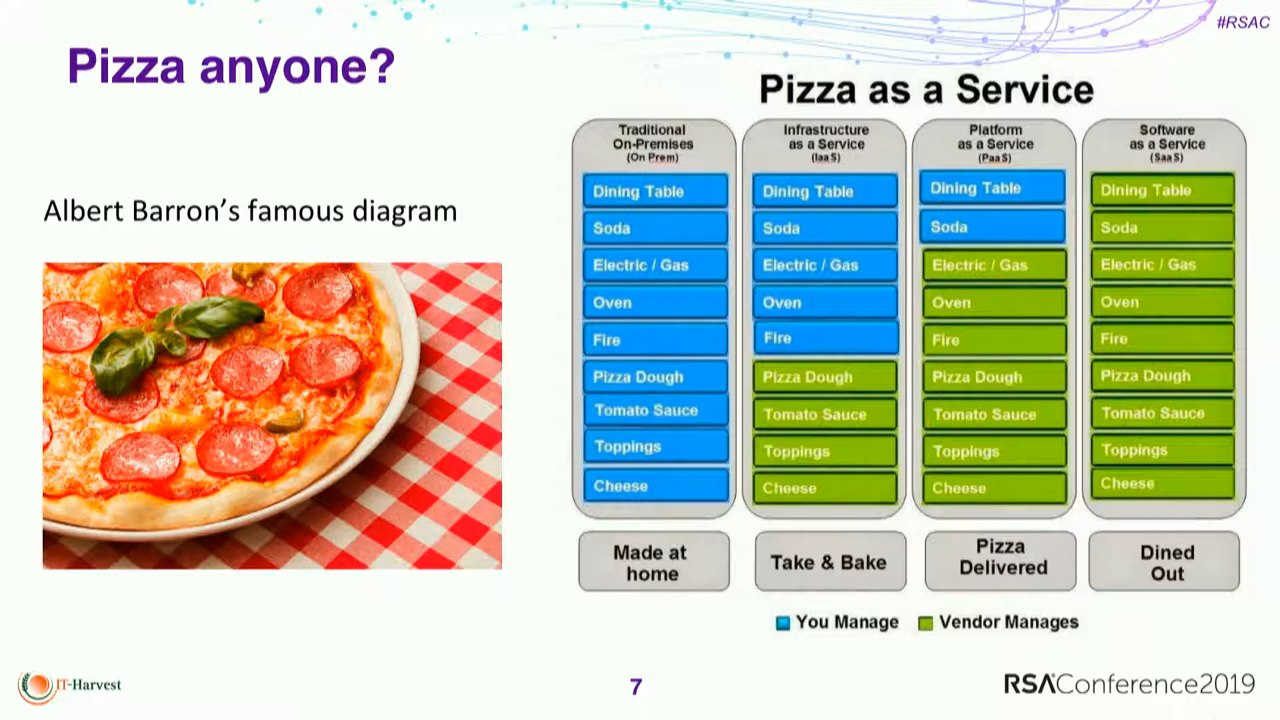 #RSAC
Pizza anyone?
Albert Barron’s famous diagram
Pizza as a Service
Traditional
On-Premises
(On Prem)
Dining Table
Soda
Electric / Gas
Oven
Fire
Pizza Dough
Tomato Sauce
Toppings
Cheese
Made at
home
Infrastructure
as a Service
(IaaS)
Dining Table
Soda
Electric / Gas
Oven
Fire
Pizza Dough
Tomato Sauce
Toppings
Cheese
Take & Bake
Platform
as a Service
(PaaS)
Dining Table
Soda
Electric / Gas
Oven
Fire
Pizza Dough
Tomato Sauce
Toppings
Cheese
Pizza
Delivered
Software
as a Service
(SaaS)
Dining Table
Soda
Electric / Gas
Oven
Fire
Pizza Dough
Tomato Sauce
Toppings
Cheese
Dined
Out
You Manage
Vendor Manages
IT-Harvest
7
RSAConference2019